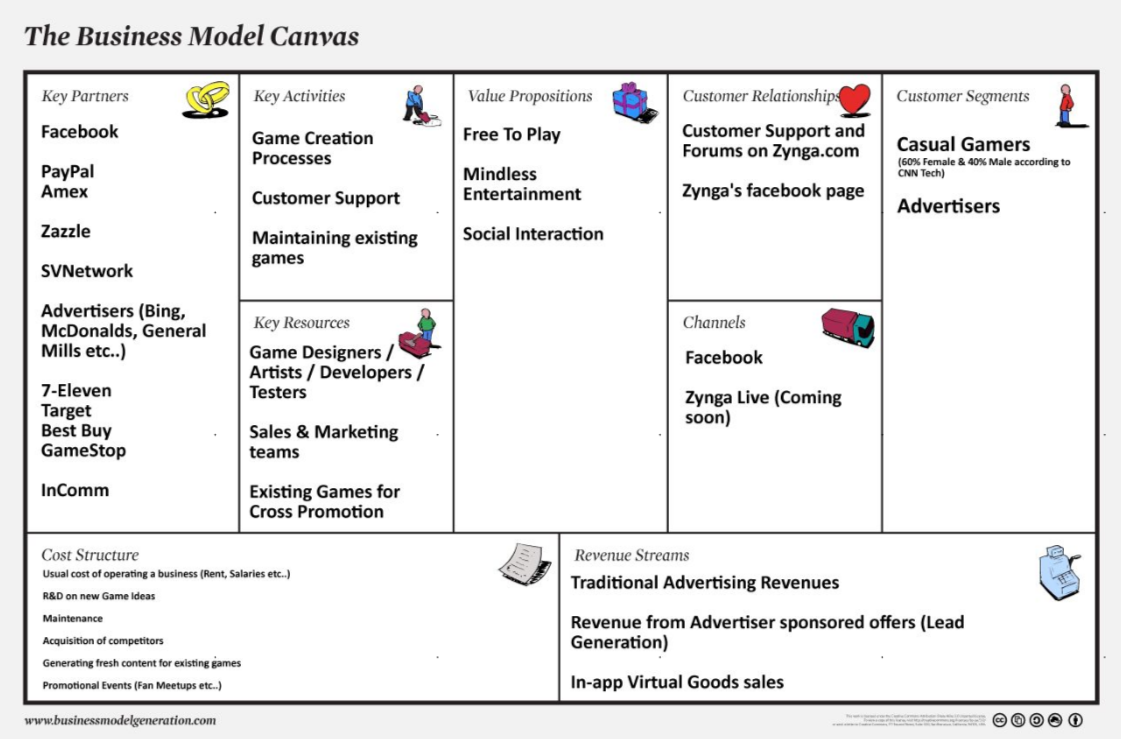 The Business Model Canvas
Key Partners
Facebook
PayPal
Amex
Zazzle
SVNetwork
Advertisers (Bing,
McDonalds, General
Mills etc..)
7-Eleven
Target
Best Buy
GameStop
InComm
Key Activities
Game Creation
Processes
Customer Support
Maintaining existing
games
Key Resources
Game Designers /
Artists / Developers /
Testers
Sales & Marketing
teams
Existing Games for
Cross Promotion
Value Propositions
Free To Play
Mindless
Entertainment
Social Interaction
Customer Relationships
Customer Support and
Forums on Zynga.com
Zynga's facebook page
Channels
Facebook
Zynga Live (Coming
soon)
Customer Segments
Casual Gamers
(60% Female & 40% Male according to
CNN Tech)
Advertisers
Cost Structure
Usual cost of operating a business (Rent, Salaries etc..)
R&D on new Game Ideas
Maintenance
Acquisition of competitors
Generating fresh content for existing games
Promotional Events (Fan Meetups etc..)
Revenue Streams
Traditional Advertising Revenues
Revenue from Advertiser sponsored offers (Lead
Generation)
In-app Virtual Goods sales
www.businessmodelgeneration.com